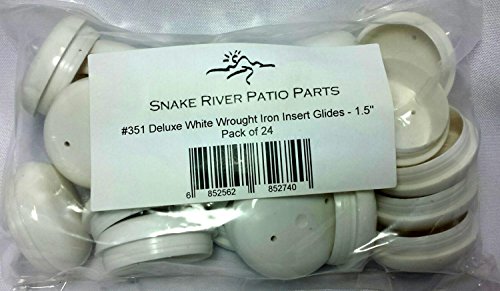 SNAKE RIVER PATIO PARTS
#351 Deluxe White Wrought Iron Insert Glides - 1.5"
Pack of 24
6 852562 852740